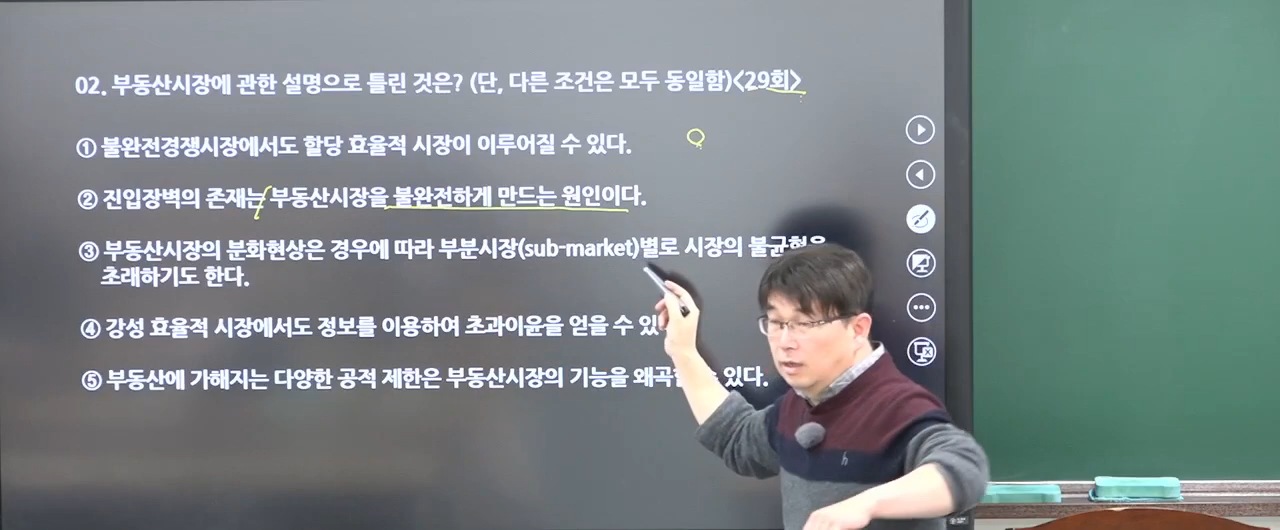 02. 부동산시장에 관한 설명으로 틀린 것은? (단, 다른 조건은 모두 동일함)<29회>
① 불완전경쟁시장에서도 할당 효율적 시장이 이루어질 수 있다.
② 진입장벽의 존재는 부동산시장을 불완전하게 만드는 원인이다.
③ 부동산시장의 분화현상은 경우에 따라 부분시장(sub-market)별로 시장의 불균형을
초래하기도 한다.
④ 강성 효율적 시장에서도 정보를 이용하여 초과이윤을 얻을 수
⑤ 부동산에 가해지는 다양한 공적 제한은 부동산시장의 기능을 있다.